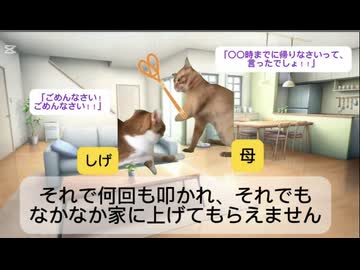 「〇〇時までに帰りなさいって、
言ったでしょ！！」
「ごめんなさい！
ごめんなさい！！」
しげ
母
それで何回も叩かれ、それでも
なかなか家に上げてもらえません